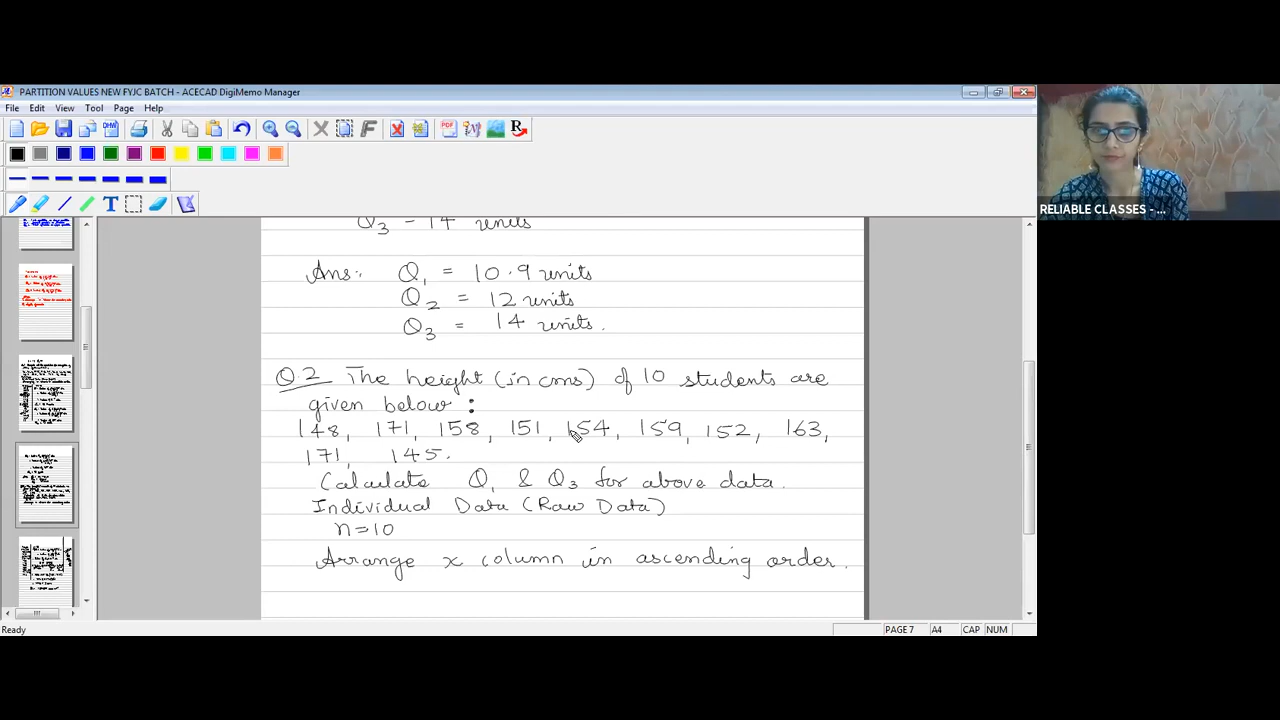 PARTITION VALUES NEW FYJC BATCH - ACECAD DigiMemo Manager
File Edit View Tool Page Help
RELIABLE CLASSES - ...
Q3 = 14 units
Ans:. Q1 = 10.9 units
Q2 = 12 units
Q3 = 14 units.
Q2 The height (in cms) of 10 students are
given below :
148, 171, 158, 151, 154, 159, 152, 163,
171, 145.
Calculate Q1 & Q3 for above data.
Individual Data (Raw Data)
n=10
Arrange x column in ascending order.
Ready PAGE 7 A4 CAP NUM